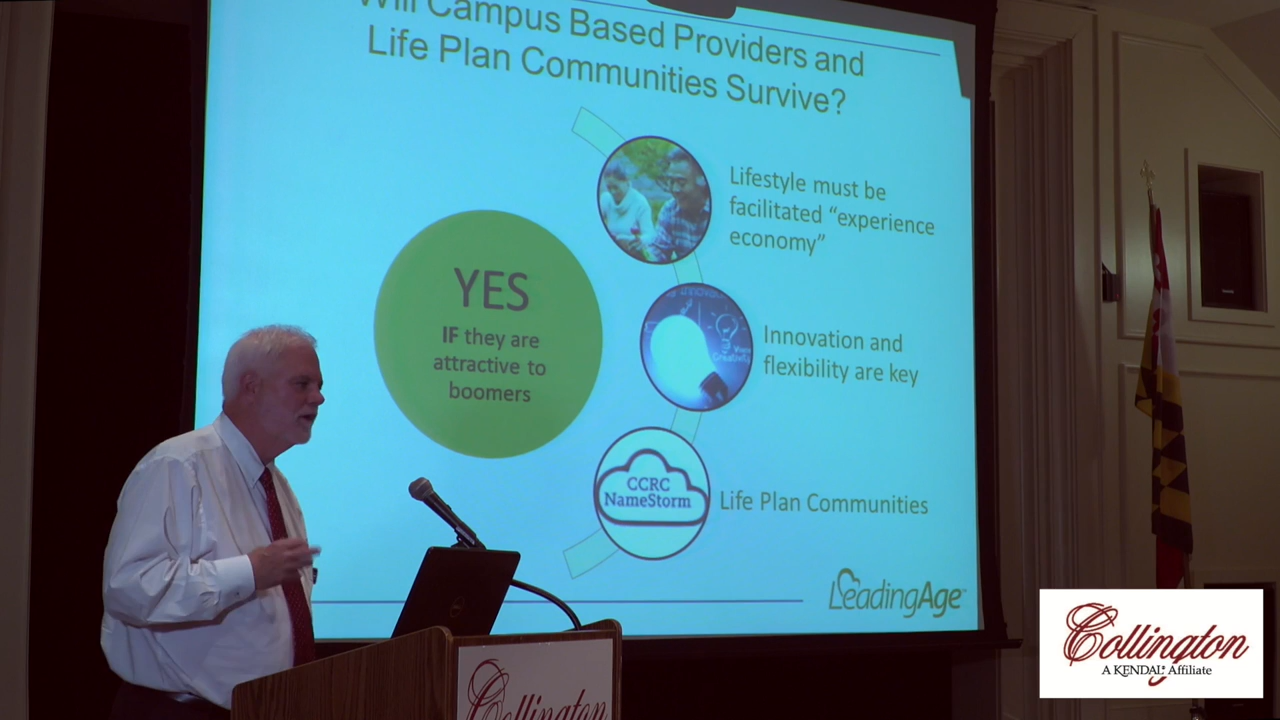 Will Campus Based Providers and
Life Plan Communities Survive?
YES
IF they are
attractive to
boomers
Lifestyle must be
facilitated “experience
economy”
Innovation and
flexibility are key
CCRC
NameStorm
Life Plan Communities
LeadingAge
Collington
Collington
A KENDAL Affiliate